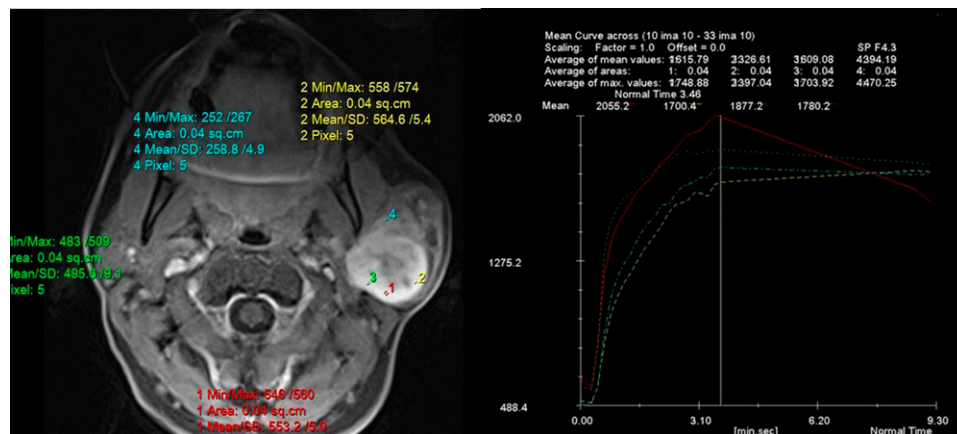 2 Min/Max: 558 /574
2 Area: 0.04 sq.cm
2 Mean/SD: 564.6 /5.4
2 Pixel: 5
4 Min/Max: 252 /267
4 Area: 0.04 sq.cm
4 Mean/SD: 258.8 /4.9
4 Pixel: 5
4
3
2
1
Min/Max: 483 /509
rea: 0.04 sq.cm
Mean/SD: 495.6 /9.1
ixel: 5
1 Min/Max: 546 /560
1 Area: 0.04 sq.cm
1 Mean/SD: 553.2 /5.0
Mean Curve across (10 ima 10 - 33 ima 10)
Scaling: Factor = 1.0 Offset = 0.0 SP F4.3
Average of mean values: 1615.79 2326.61 3609.08 4394.19
Average of areas: 1: 0.04 2: 0.04 3: 0.04 4: 0.04
Average of max. values: 1748.88 2397.04 3703.92 4470.25
Normal Time 3.46
Mean 2055.2 1700.4 1877.2 1780.2
2062.0
1275.2
488.4
0.00 3.10 6.20 9.30
[min.sec] Normal Time